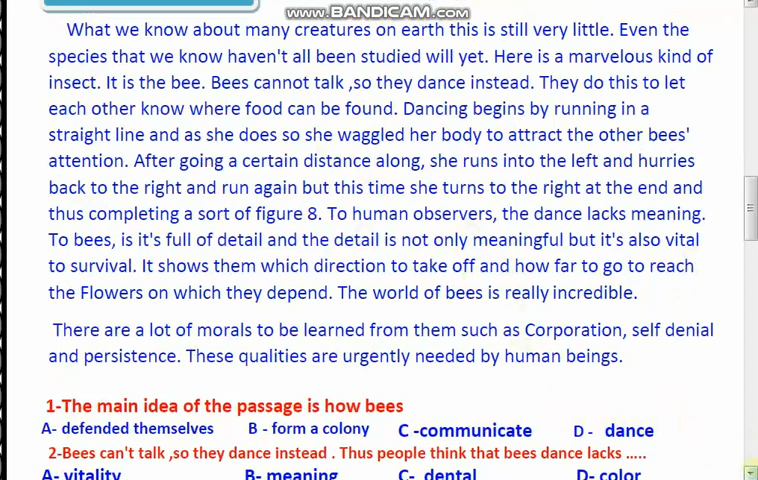 www.BANDICAM.com
What we know about many creatures on earth this is still very little. Even the
species that we know haven't all been studied will yet. Here is a marvelous kind of
insect. It is the bee. Bees cannot talk ,so they dance instead. They do this to let
each other know where food can be found. Dancing begins by running in a
straight line and as she does so she waggled her body to attract the other bees'
attention. After going a certain distance along, she runs into the left and hurries
back to the right and run again but this time she turns to the right at the end and
thus completing a sort of figure 8. To human observers, the dance lacks meaning.
To bees, is it's full of detail and the detail is not only meaningful but it's also vital
to survival. It shows them which direction to take off and how far to go to reach
the Flowers on which they depend. The world of bees is really incredible.
There are a lot of morals to be learned from them such as Corporation, self denial
and persistence. These qualities are urgently needed by human beings.
1-The main idea of the passage is how bees
A- defended themselves B - form a colony C -communicate D - dance
2-Bees can't talk ,so they dance instead . Thus people think that bees dance lacks .....
A- vitality B- meaning C- dental D- color